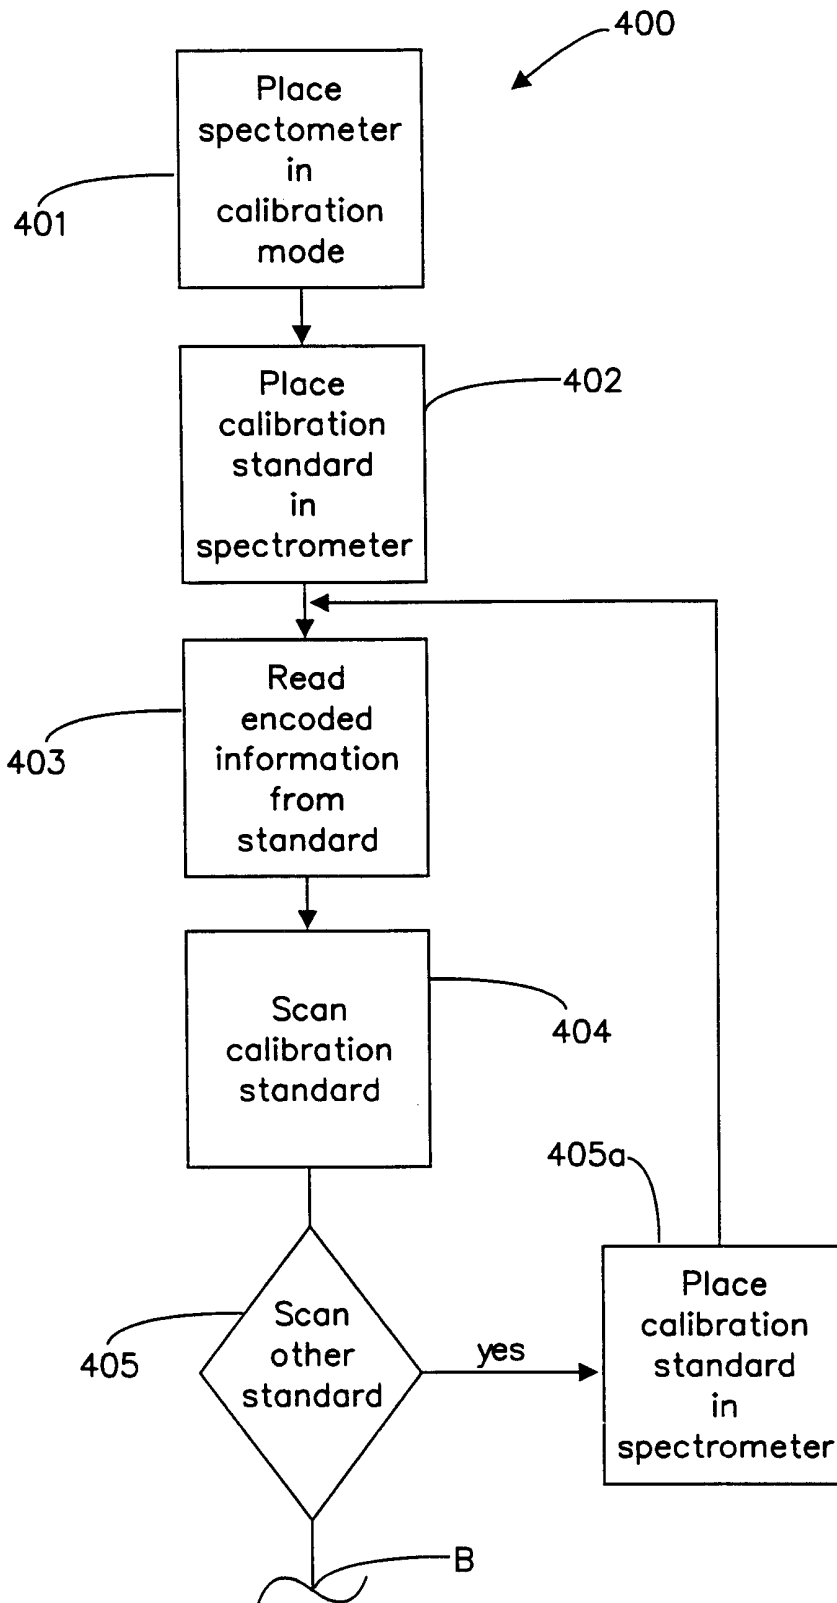 400
Place
spectometer
in
calibration
mode
401
Place
calibration
standard
in
spectrometer
402
Read
encoded
information
from
standard
403
Scan
calibration
standard
404
405a
Scan
other
standard
405
yes
Place
calibration
standard
in
spectrometer
B